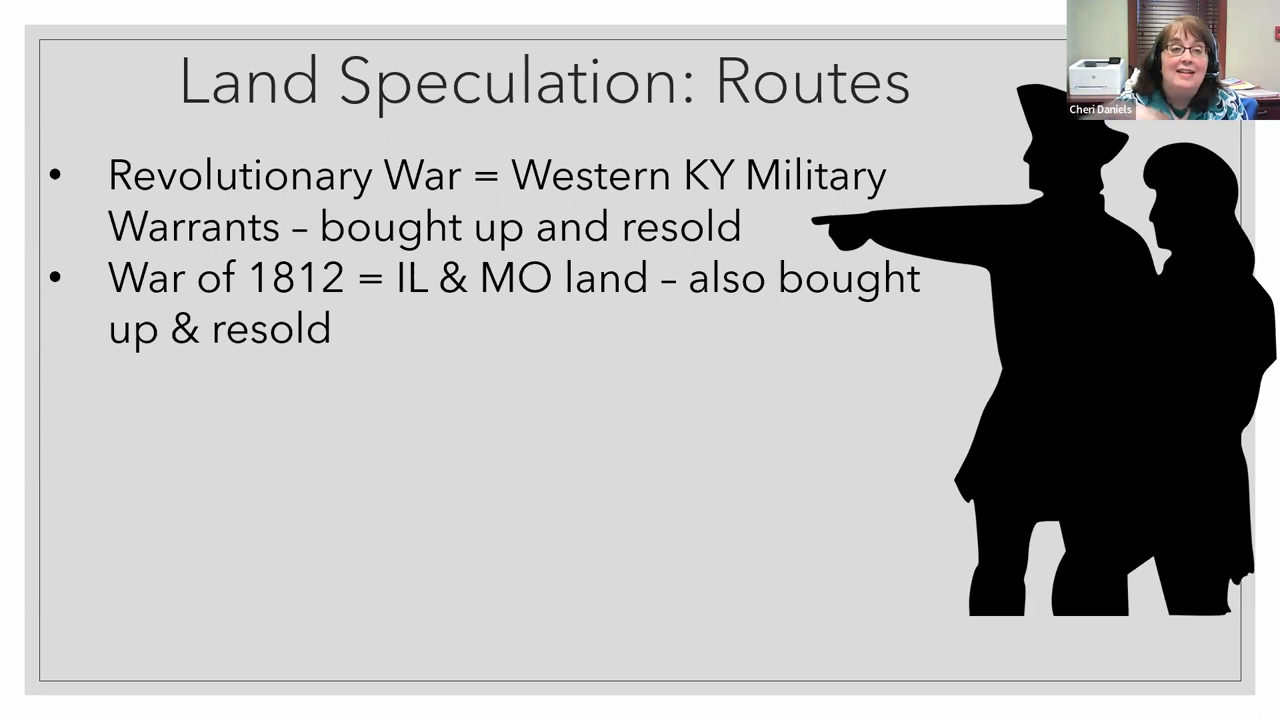 Land Speculation: Routes
Cheri Daniels
• Revolutionary War = Western KY Military
Warrants – bought up and resold
• War of 1812 = IL & MO land – also bought
up & resold